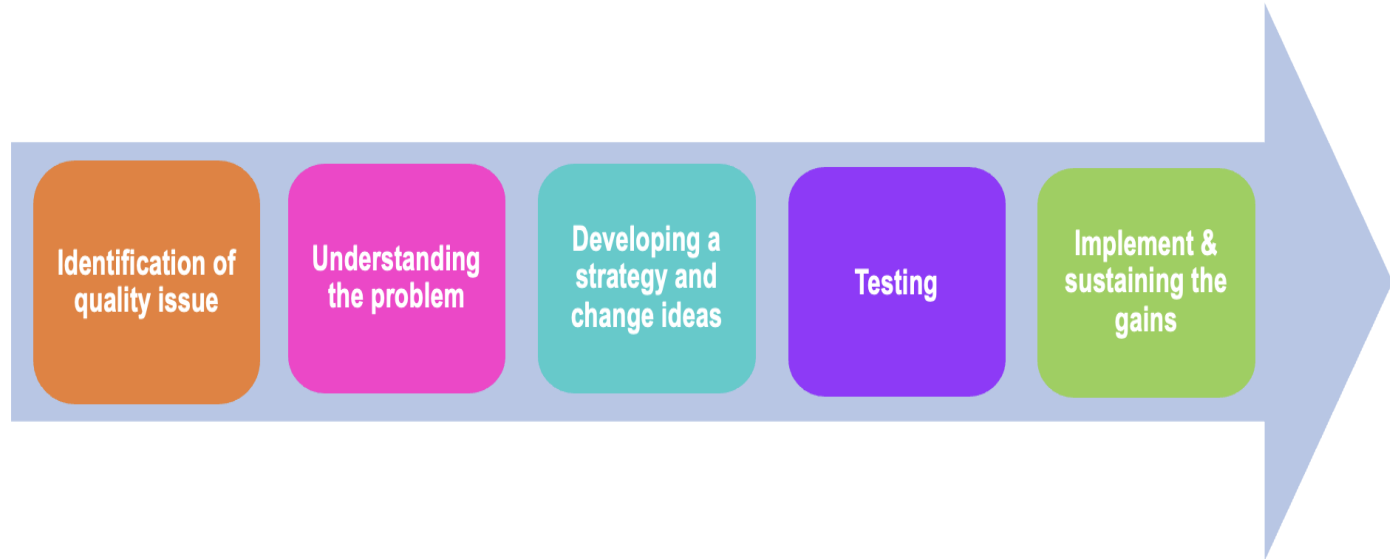 Identification of
quality issue
Understanding
the problem
Developing a
strategy and
change ideas
Testing
Implement &
sustaining the
gains